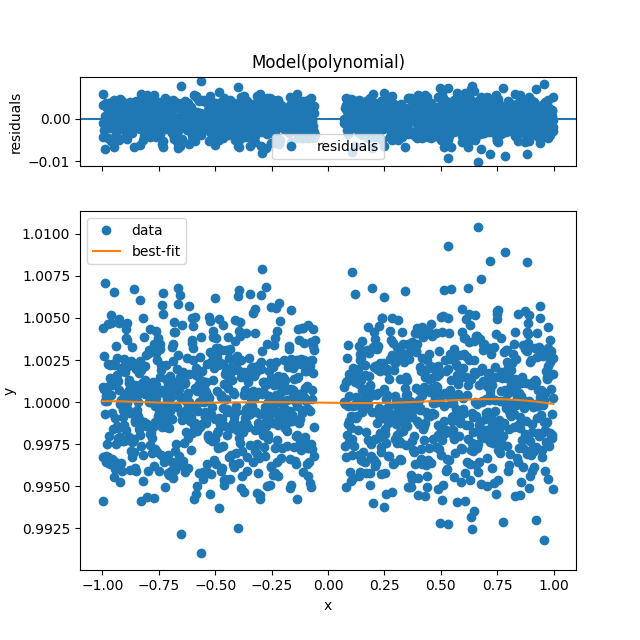 Model(polynomial)
residuals
0.00
−0.01
residuals
y
1.0100
1.0075
1.0050
1.0025
1.0000
0.9975
0.9950
0.9925
data
best-fit
−1.00 −0.75 −0.50 −0.25 0.00 0.25 0.50 0.75 1.00
x